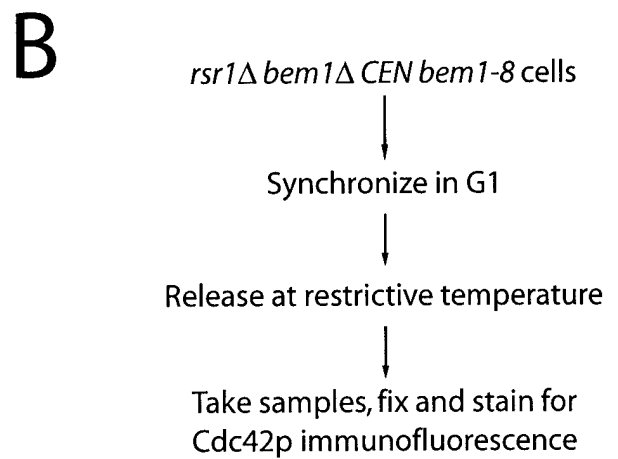 B
rsr1Δ bem1Δ CEN bem1-8 cells
Synchronize in G1
Release at restrictive temperature
Take samples, fix and stain for
Cdc42p immunofluorescence